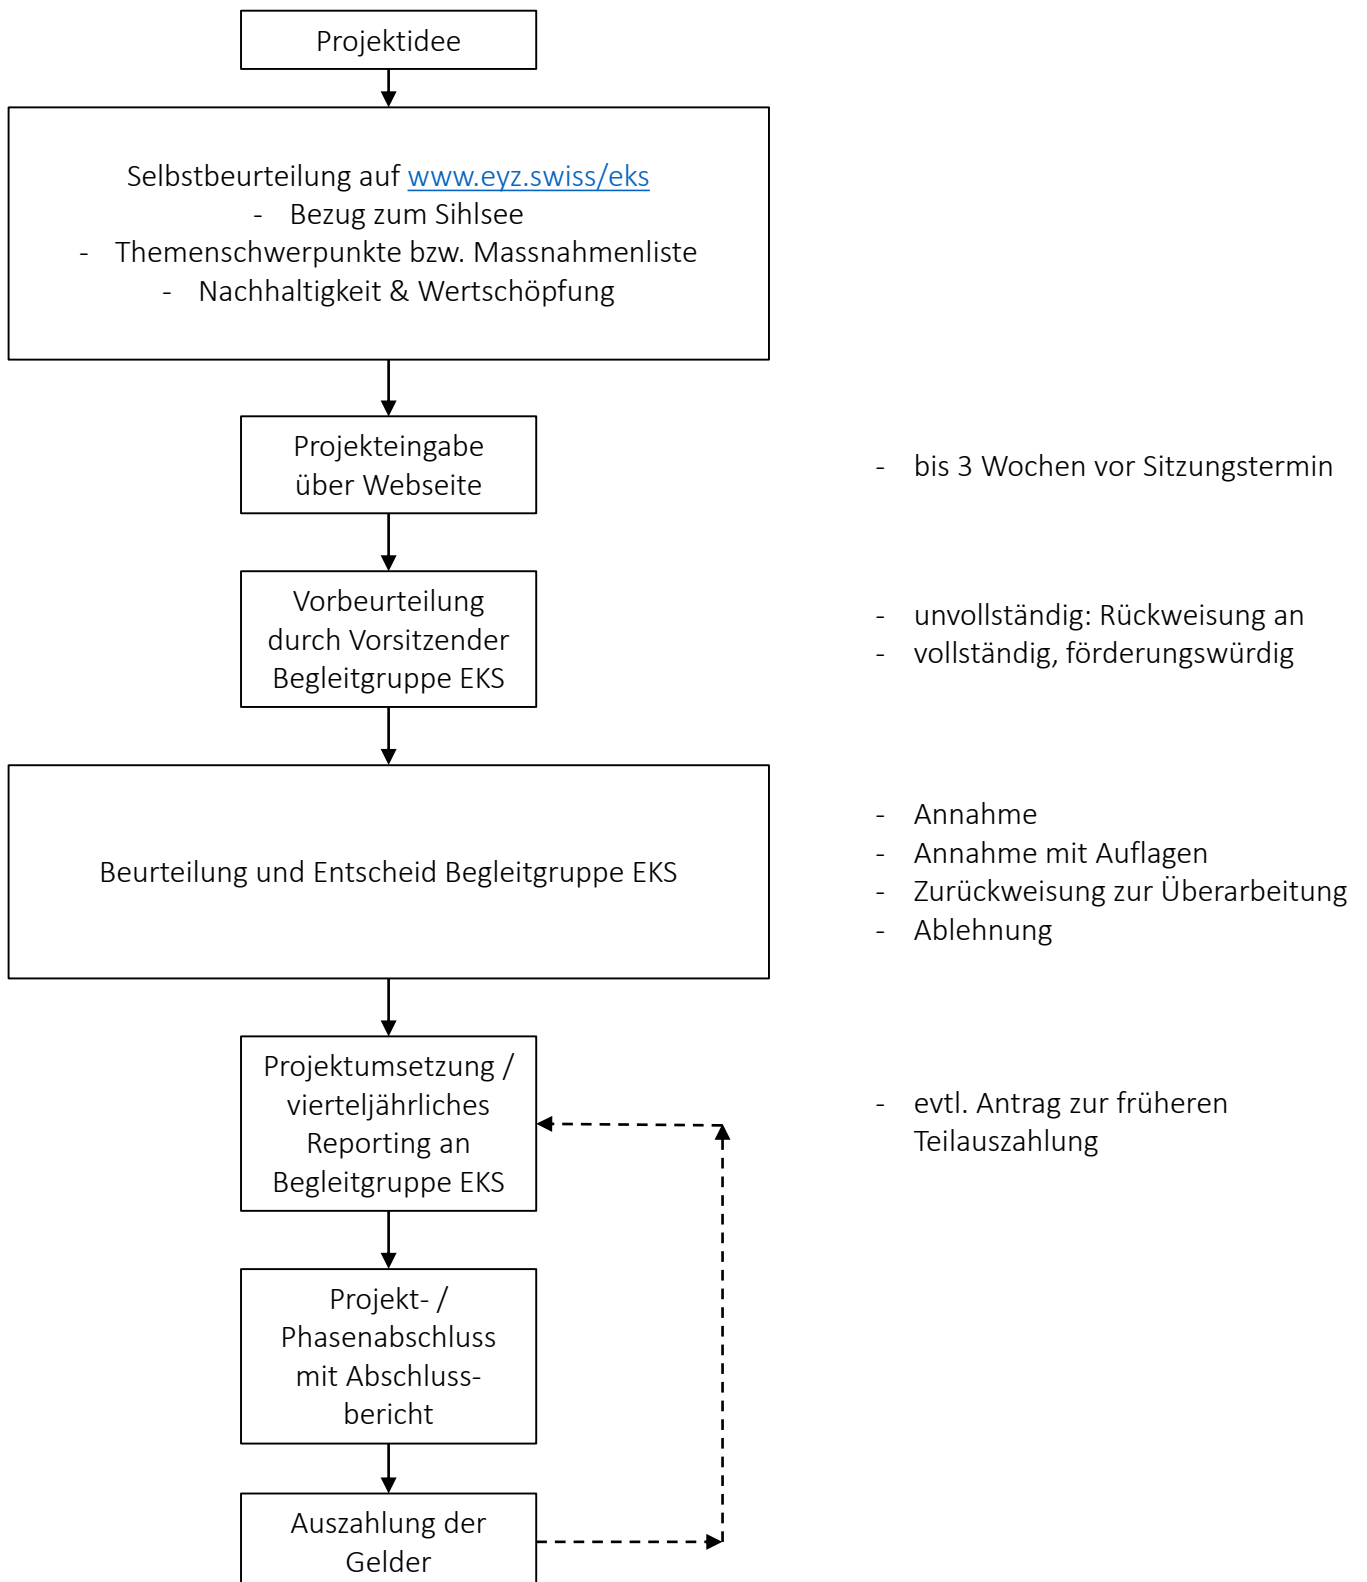 Projektidee
Selbstbeurteilung auf www.eyz.swiss/eks
- Bezug zum Sihlsee
- Themenschwerpunkte bzw. Massnahmenliste
- Nachhaltigkeit & Wertschöpfung
Projekteingabe
über Webseite
- bis 3 Wochen vor Sitzungstermin
Vorbeurteilung
durch Vorsitzender
Begleitgruppe EKS
- unvollständig: Rückweisung an
- vollständig, förderungswürdig
Beurteilung und Entscheid Begleitgruppe EKS
- Annahme
- Annahme mit Auflagen
- Zurückweisung zur Überarbeitung
- Ablehnung
Projektumsetzung /
vierteljährliches
Reporting an
Begleitgruppe EKS
- evtl. Antrag zur früheren
Teilauszahlung
Projekt- /
Phasenabschluss
mit Abschluss-
bericht
Auszahlung der
Gelder